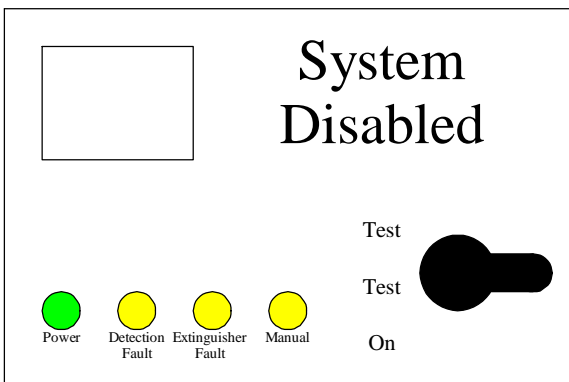 System
Disabled
Test
Test
On
Power
Detection
Fault
Extinguisher
Fault
Manual